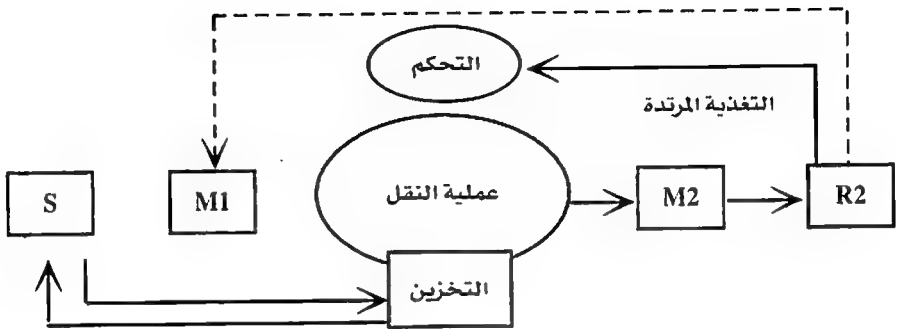 التحكم
التغذية المرتدة
S
M1
عملية النقل
M2
R2
التخزين